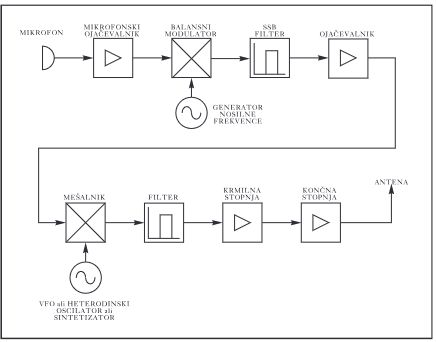 MIKROFON
MIKROFONSKI
OJAČEVALNIK
BALANSNI
MODULATOR
SSB
FILTER
OJAČEVALNIK
GENERATOR
NOSILNE
FREKVENCE
MEŠALNIK
FILTER
KRMILNA
STOPNJA
KONČNA
STOPNJA
ANTENA
VFO ali HETERODINSKI
OSCILATOR ali
SINTETIZATOR